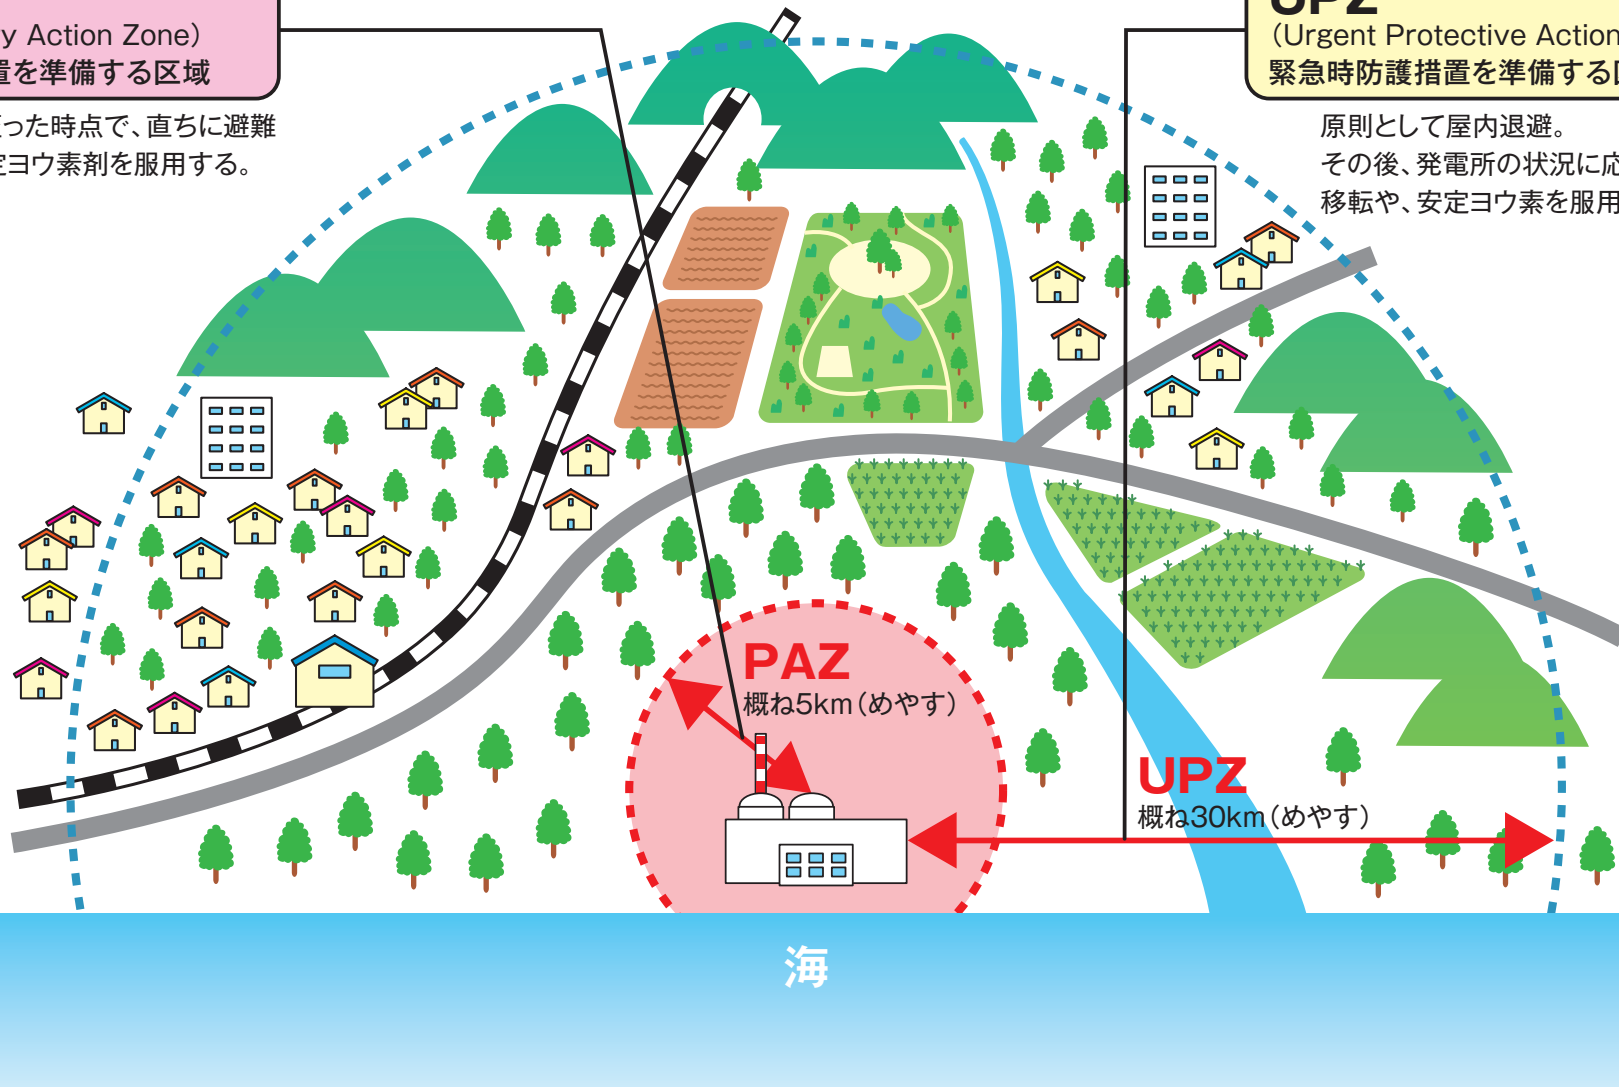 y Action Zone)
置を準備する区域
った時点で、直ちに避難
定ヨウ素剤を服用する。
UPZ
(Urgent Protective Action
緊急時防護措置を準備する区
原則として屋内退避。
その後、発電所の状況に応
移転や、安定ヨウ素を服用
PAZ
概ね5km(めやす)
UPZ
概ね30km(めやす)
海